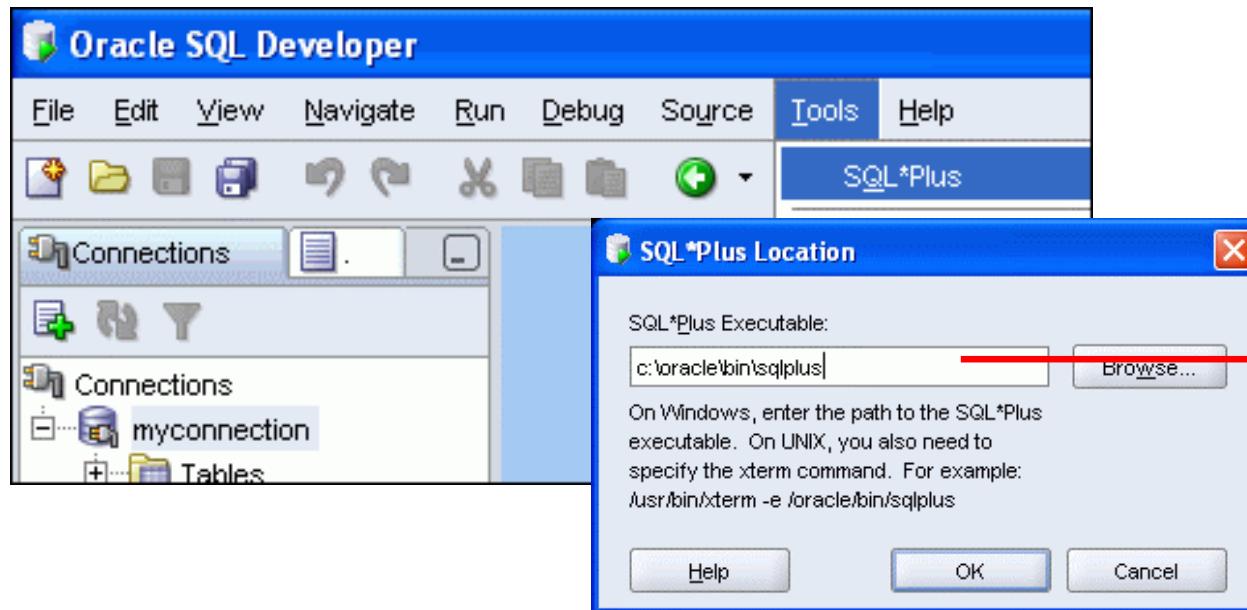 Oracle SQL Developer
File Edit View Navigate Run Debug Source Tools Help
SQL*Plus
Connections .
Connections
myconnection
Tables
SQL*Plus Location
SQL*Plus Executable:
c:\oracle\bin\sqlplus
Browse...
On Windows, enter the path to the SQL*Plus
executable. On UNIX, you also need to
specify the xterm command. For example:
/usr/bin/xterm -e /oracle/bin/sqlplus
Help OK Cancel